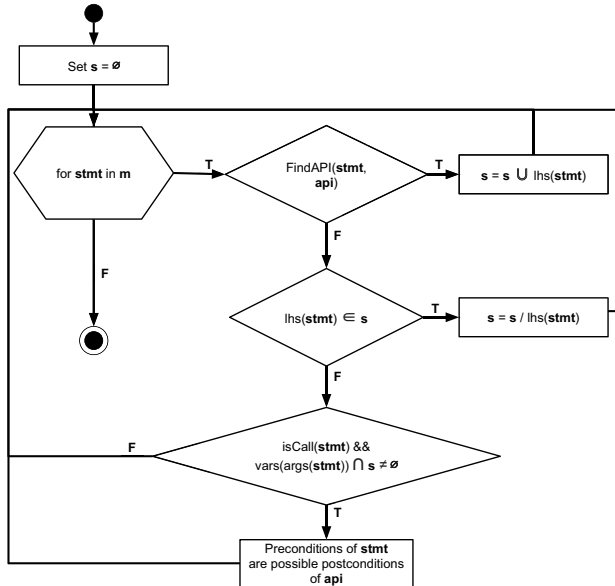 Set s = ∅
for stmt in m
T
FindAPI(stmt,
api)
T
s = s ∪ lhs(stmt)
F
F
lhs(stmt) ∈ s
T
s = s / lhs(stmt)
F
F
isCall(stmt) &&
vars(args(stmt)) ∩ s ≠ ∅
T
Preconditions of stmt
are possible postconditions
of api